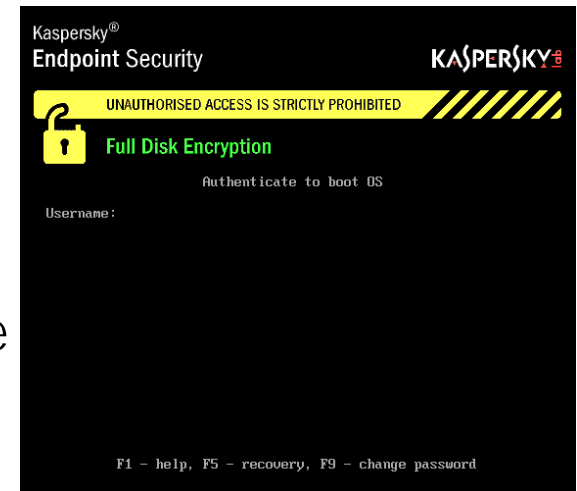 Kaspersky®
Endpoint Security
KASPERSKY lab
UNAUTHORISED ACCESS IS STRICTLY PROHIBITED
Full Disk Encryption
Authenticate to boot OS
Username:
e
F1 - help, F5 - recovery, F9 - change password